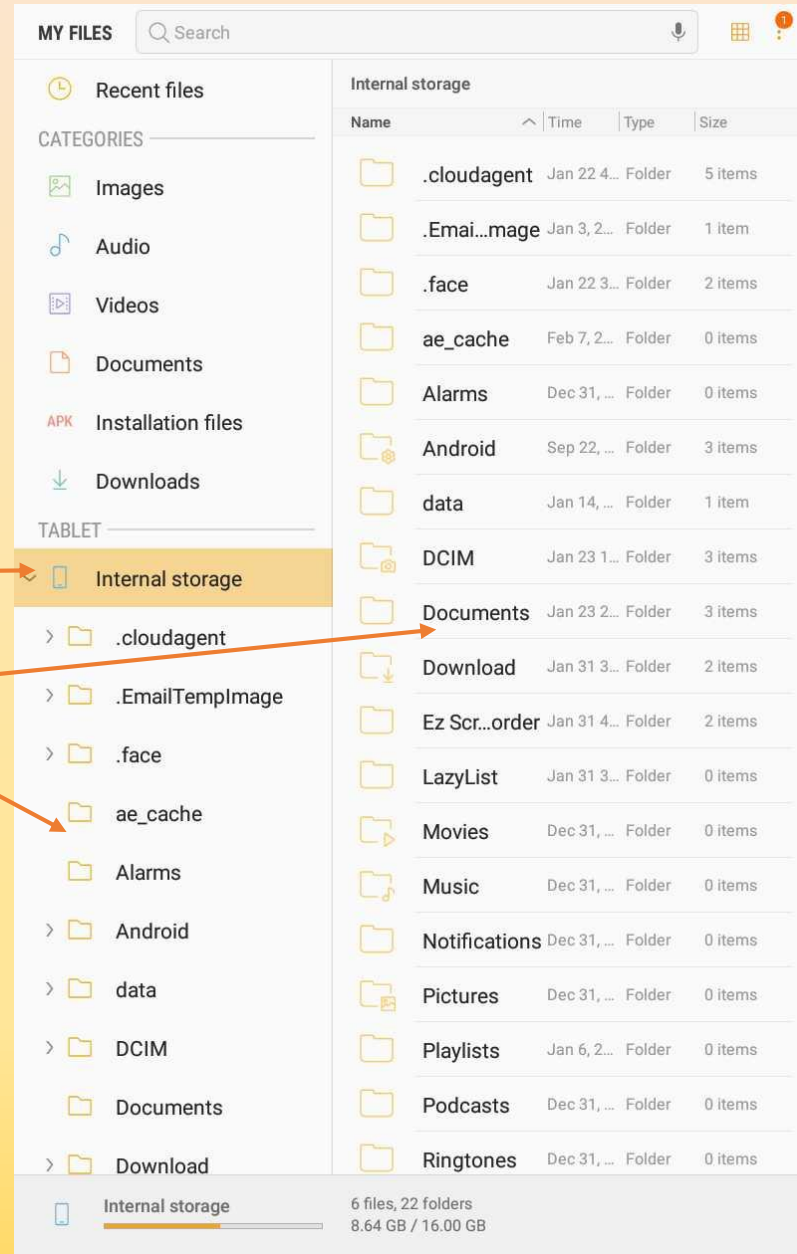 MY FILES
Search
1
Recent files
CATEGORIES
Images
Audio
Videos
Documents
APK Installation files
Downloads
TABLET
Internal storage
.cloudagent
.EmailTempImage
.face
ae_cache
Alarms
Android
data
DCIM
Documents
Download
Internal storage
Name Time Type Size
.cloudagent Jan 22 4... Folder 5 items
.Emai...mage Jan 3, 2... Folder 1 item
.face Jan 22 3... Folder 2 items
ae_cache Feb 7, 2... Folder 0 items
Alarms Dec 31, ... Folder 0 items
Android Sep 22, ... Folder 3 items
data Jan 14, ... Folder 1 item
DCIM Jan 23 1... Folder 3 items
Documents Jan 23 2... Folder 3 items
Download Jan 31 3... Folder 2 items
Ez Scr...order Jan 31 4... Folder 2 items
LazyList Jan 31 3... Folder 0 items
Movies Dec 31, ... Folder 0 items
Music Dec 31, ... Folder 0 items
Notifications Dec 31, ... Folder 0 items
Pictures Dec 31, ... Folder 0 items
Playlists Jan 6, 2... Folder 0 items
Podcasts Dec 31, ... Folder 0 items
Ringtones Dec 31, ... Folder 0 items
Internal storage
6 files, 22 folders
8.64 GB / 16.00 GB